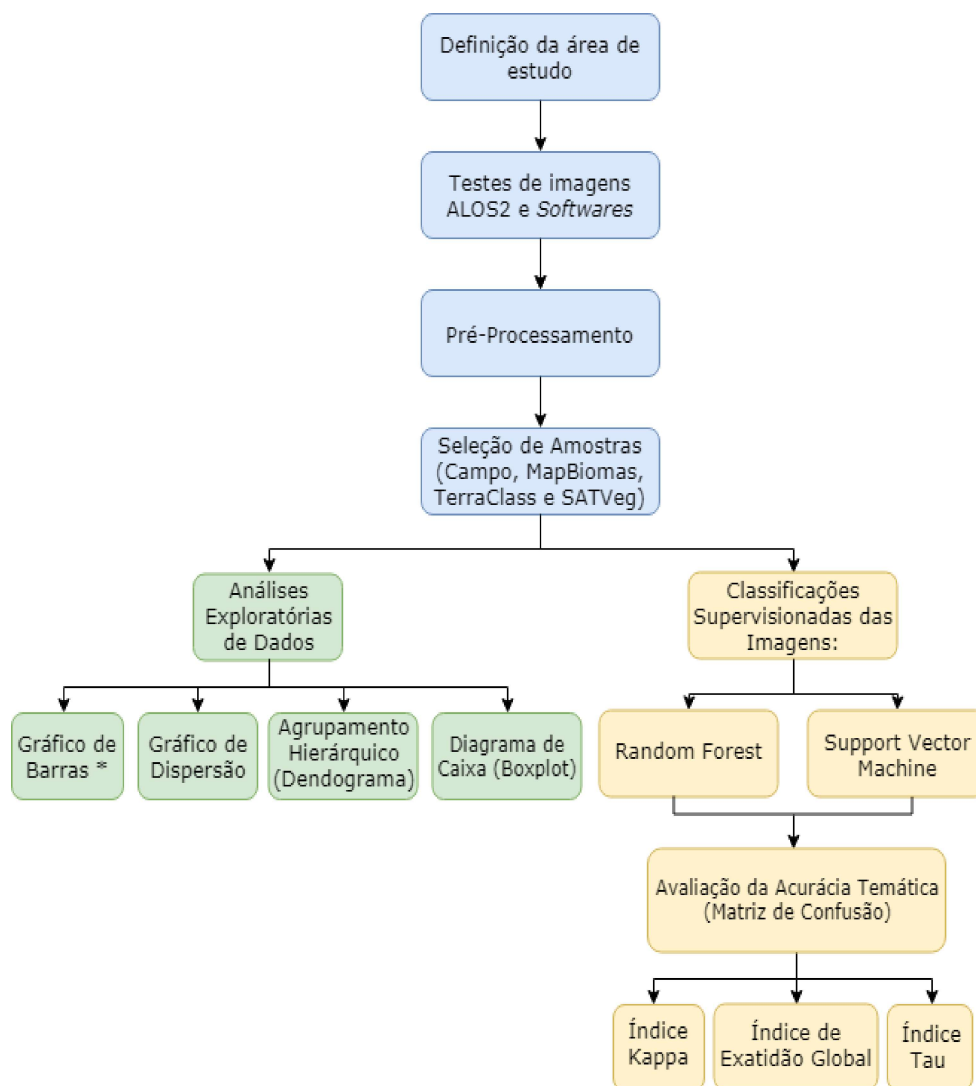 Definição da área de
estudo
Testes de imagens
ALOS2 e Softwares
Pré-Processamento
Seleção de Amostras
(Campo, MapBiomas,
TerraClass e SATVeg)
Análises
Exploratórias
de Dados
Classificações
Supervisionadas das
Imagens:
Gráfico de
Barras *
Gráfico de
Dispersão
Agrupamento
Hierárquico
(Dendograma)
Diagrama de
Caixa (Boxplot)
Random Forest
Support Vector
Machine
Avaliação da Acurácia Temática
(Matriz de Confusão)
Índice
Kappa
Índice de
Exatidão Global
Índice
Tau